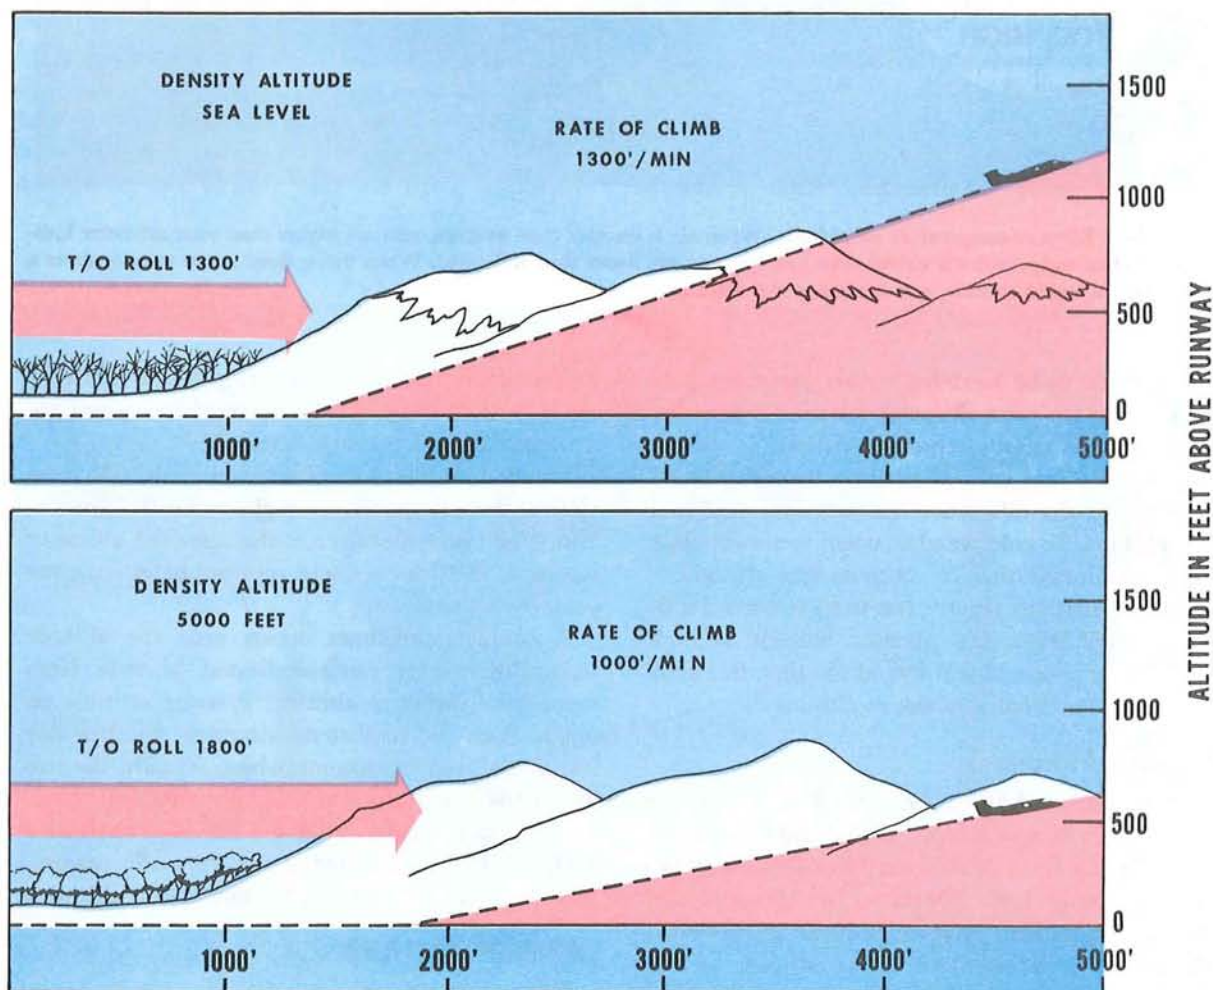 DENSITY ALTITUDE
SEA LEVEL
RATE OF CLIMB
1300'/MIN
T/O ROLL 1300'
1500
1000
500
0
1000'
2000'
3000'
4000'
5000'
DENSITY ALTITUDE
5000 FEET
RATE OF CLIMB
1000'/MIN
T/O ROLL 1800'
1500
1000
500
0
1000'
2000'
3000'
4000'
5000'
ALTITUDE IN FEET ABOVE RUNWAY